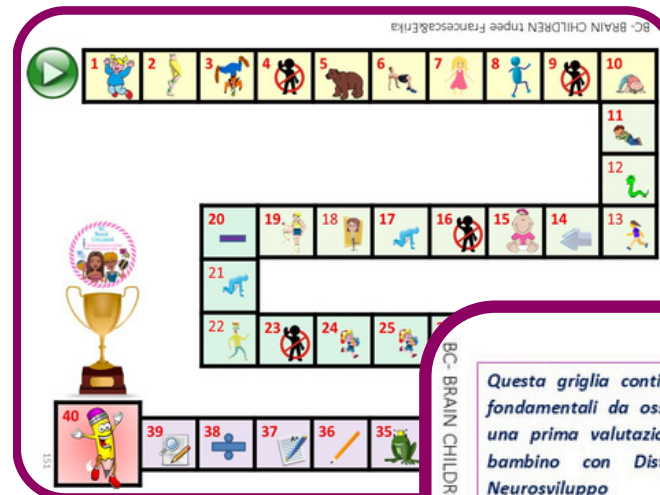 BC- BRAIN CHILDREN tnpee Francesca&Erika
1 2 3 4 5 6 7 8 9 10
11
12
20 19 18 17 16 15 14 13
21
22 23 24 25
40 39 38 37 36 35
151
BC- BRAIN CHILDR
Questa griglia conti
fondamentali da oss
una prima valutazio
bambino con Dist
Neurosviluppo